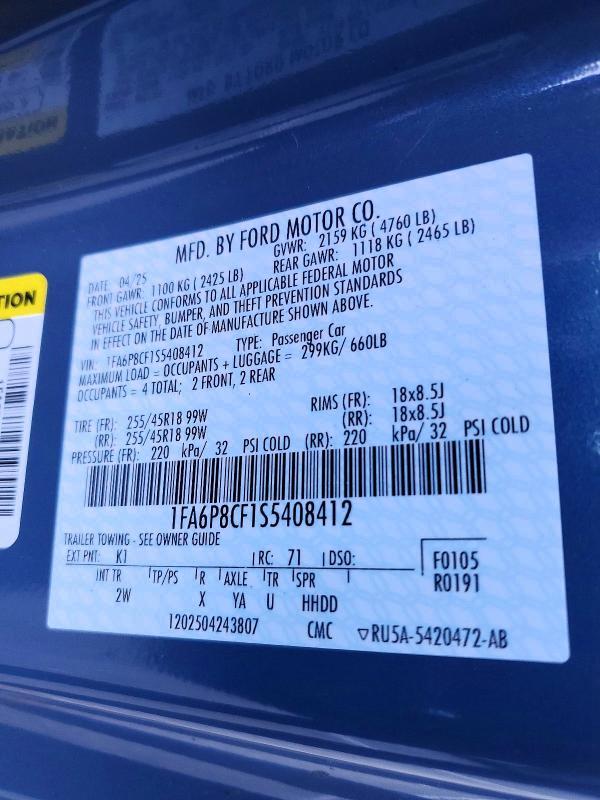 MFD. BY FORD MOTOR CO.
DATE: 04/25 GVWR: 2159 KG ( 4760 LB)
FRONT GAWR: 1100 KG ( 2425 LB) REAR GAWR: 1118 KG ( 2465 LB)
THIS VEHICLE CONFORMS TO ALL APPLICABLE FEDERAL MOTOR
VEHICLE SAFETY, BUMPER, AND THEFT PREVENTION STANDARDS
IN EFFECT ON THE DATE OF MANUFACTURE SHOWN ABOVE.
VIN: 1FA6P8CF1S5408412 TYPE: Passenger Car
MAXIMUM LOAD = OCCUPANTS + LUGGAGE = 299KG/ 660LB
OCCUPANTS = 4 TOTAL; 2 FRONT, 2 REAR
TIRE (FR): 255/45R18 99W RIMS (FR): 18x8.5J
(RR): 255/45R18 99W (RR): 18x8.5J
PRESSURE (FR): 220 kPa/ 32 PSI COLD (RR): 220 kPa/ 32 PSI COLD
1FA6P8CF1S5408412
TRAILER TOWING - SEE OWNER GUIDE
EXT PNT: K1 RC: 71 DSO: F0105
R0191
INT TR TP/PS R AXLE TR SPR
2W X YA U HHDD
1202504243807 CMC ▽RU5A-5420472-AB
TION